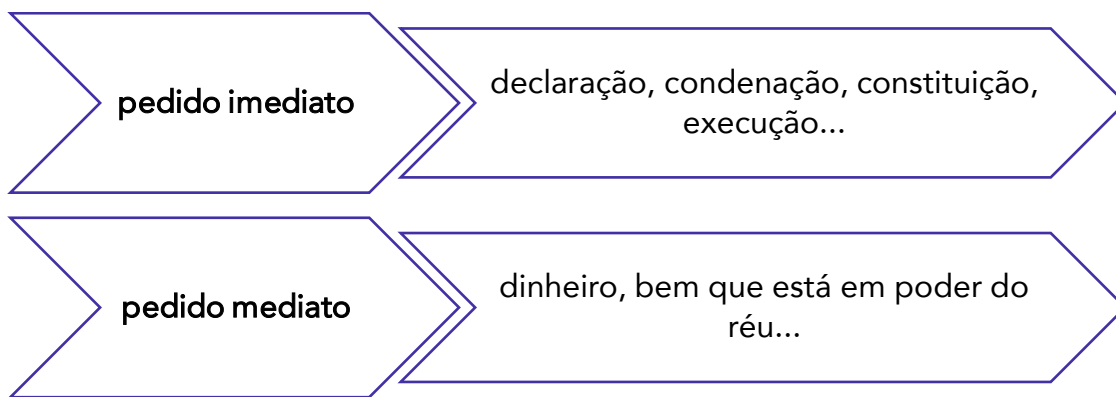 pedido imediato
declaração, condenação, constituição,
execução...
pedido mediato
dinheiro, bem que está em poder do
réu...